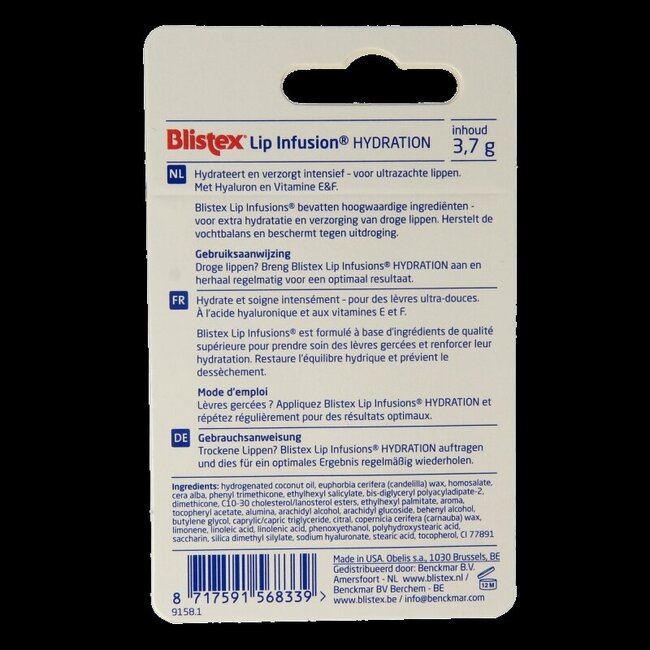 Blistex® Lip Infusion® HYDRATION
inhoud
3,7 g
NL Hydrateert en verzorgt intensief - voor ultrazachte lippen.
Met Hyaluron en Vitamine E&F.
Blistex Lip Infusions® bevatten hoogwaardige ingrediënten -
voor extra hydratatie en verzorging van droge lippen. Herstelt de
vochtbalans en beschermt tegen uitdroging.
Gebruiksaanwijzing
Droge lippen? Breng Blistex Lip Infusions® HYDRATION aan en
herhaal regelmatig voor een optimaal resultaat.
FR Hydrate et soigne intensément - pour des lèvres ultra-douces.
À l'acide hyaluronique et aux vitamines E et F.
Blistex Lip Infusions® est formulé à base d'ingrédients de qualité
supérieure pour prendre soin des lèvres gercées et renforcer leur
hydratation. Restaure l'équilibre hydrique et prévient le
dessèchement.
Mode d'emploi
Lèvres gercées ? Appliquez Blistex Lip Infusions® HYDRATION et
répétez régulièrement pour des résultats optimaux.
DE Gebrauchsanweisung
Trockene Lippen? Blistex Lip Infusions® HYDRATION auftragen
und dies für ein optimales Ergebnis regelmäßig wiederholen.
Ingredients: hydrogenated coconut oil, euphorbia cerifera (candelilla) wax, homosalate,
cera alba, phenyl trimethicone, ethylhexyl salicylate, bis-diglyceryl polyacyladipate-2,
dimethicone, C10-30 cholesterol/lanosterol esters, ethylhexyl palmitate, aroma,
tocopheryl acetate, alumina, arachidyl alcohol, arachidyl glucoside, behenyl alcohol,
butylene glycol, caprylic/capric triglyceride, citral, copernicia cerifera (carnauba) wax,
limonene, linoleic acid, linolenic acid, phenoxyethanol, polyhydroxystearic acid,
saccharin, silica dimethyl silylate, sodium hyaluronate, stearic acid, tocopherol, CI 77891
8 717591 568339 >
9158.1
Made in USA. Obelis s.a., 1030 Brussels, BE
Gedistribueerd door: Benckmar B.V.
Amersfoort - NL www.blistex.nl /
Benckmar BV Berchem - BE
www.blistex.be / info@benckmar.com
12 M